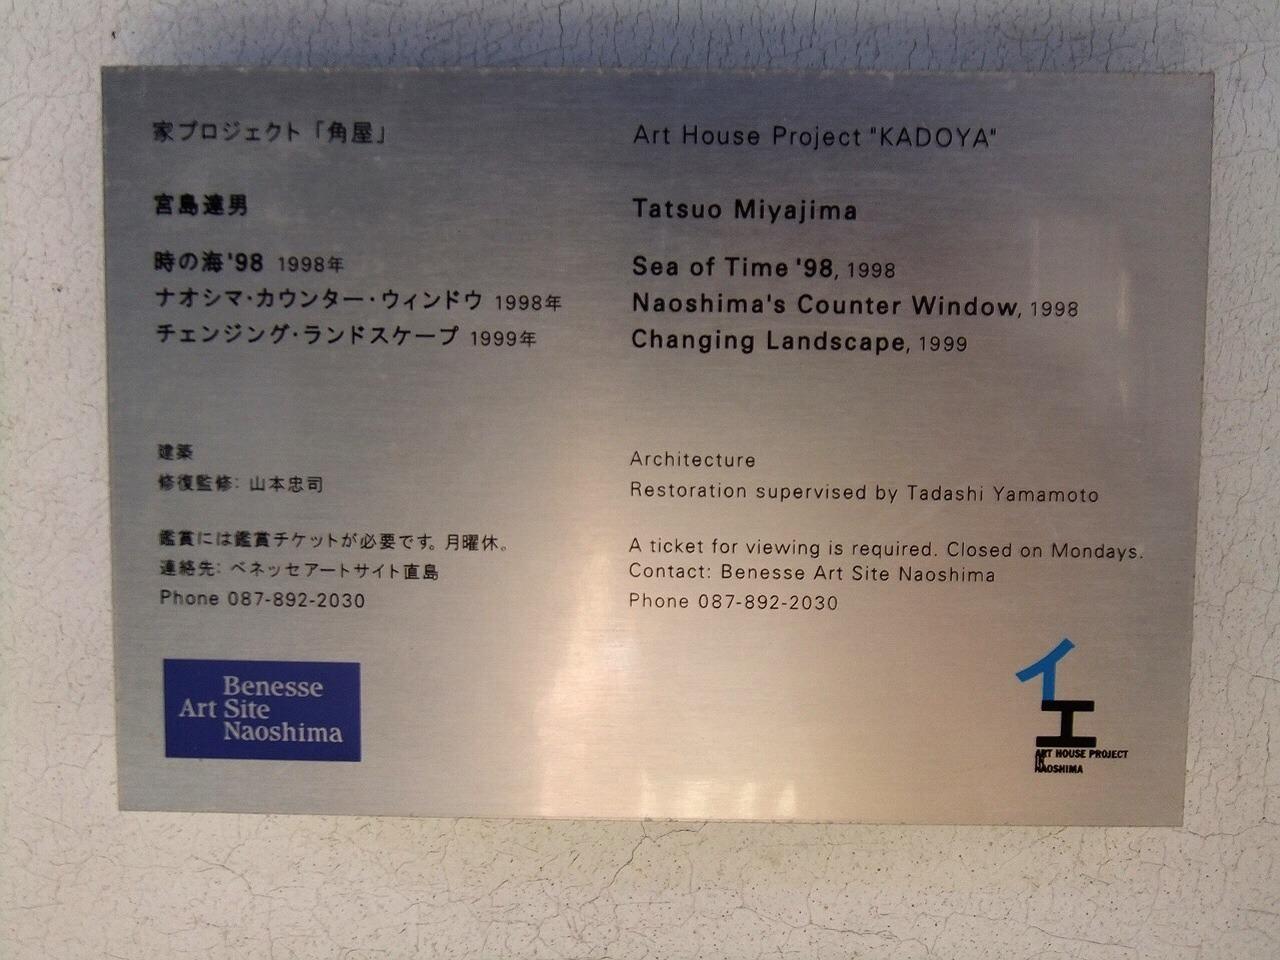 家プロジェクト「角屋」
宮島達男
時の海'98 1998年
ナオシマ・カウンター・ウィンドウ 1998年
チェンジング・ランドスケープ 1999年
建築
修復監修: 山本忠司
鑑賞には鑑賞チケットが必要です。月曜休。
連絡先: ベネッセアートサイト直島
Phone 087-892-2030
Benesse
Art Site
Naoshima
Art House Project "KADOYA"
Tatsuo Miyajima
Sea of Time '98, 1998
Naoshima's Counter Window, 1998
Changing Landscape, 1999
Architecture
Restoration supervised by Tadashi Yamamoto
A ticket for viewing is required. Closed on Mondays.
Contact: Benesse Art Site Naoshima
Phone 087-892-2030
イエ
ART HOUSE PROJECT
IN
NAOSHIMA